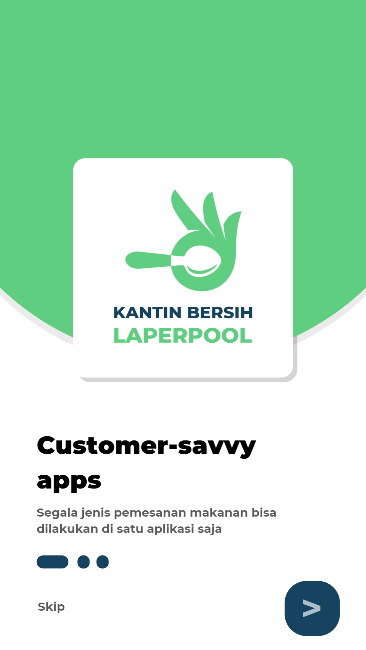 KANTIN BERSIH
LAPERPOOL
Customer-savvy
apps
Segala jenis pemesanan makanan bisa
dilakukan di satu aplikasi saja
Skip
>